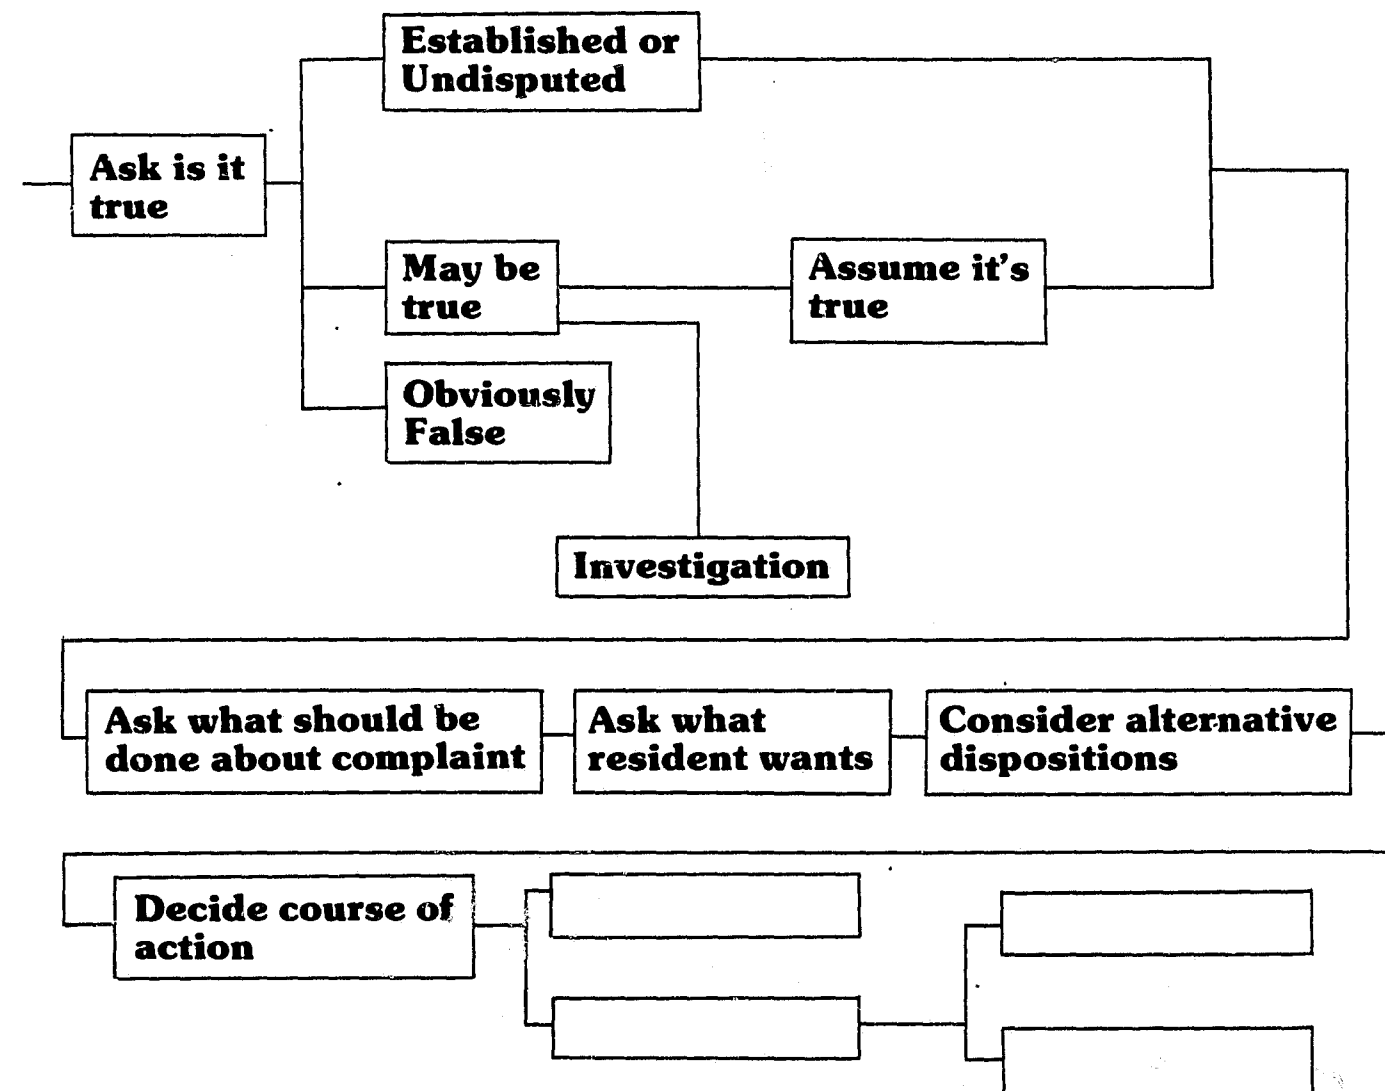 Established or
Undisputed
Ask is it
true
May be
true
Assume it's
true
Obviously
False
Investigation
Ask what should be
done about complaint
Ask what
resident wants
Consider alternative
dispositions
Decide course of
action